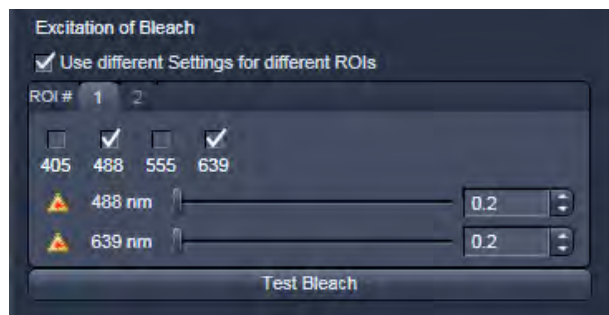 Excitation of Bleach
Use different Settings for different ROIs
ROI # 1 2
405 488 555 639
488 nm 0.2
639 nm 0.2
Test Bleach